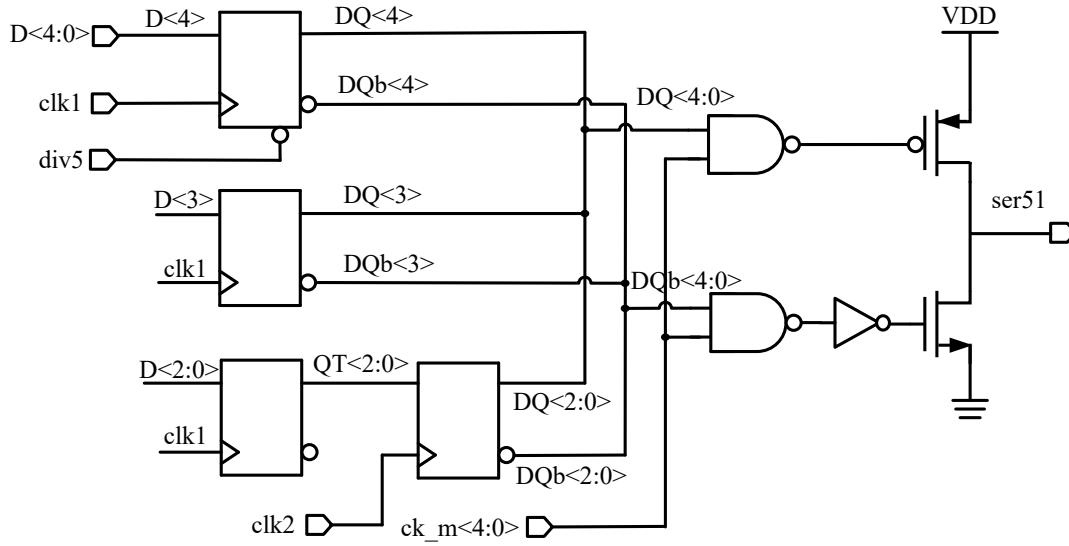 D<4:0>
D<4>
DQ<4>
VDD
clk1
DQb<4>
DQ<4:0>
div5
D<3>
DQ<3>
ser51
clk1
DQb<3>
DQb<4:0>
D<2:0>
QT<2:0>
DQ<2:0>
clk1
DQb<2:0>
clk2
ck_m<4:0>